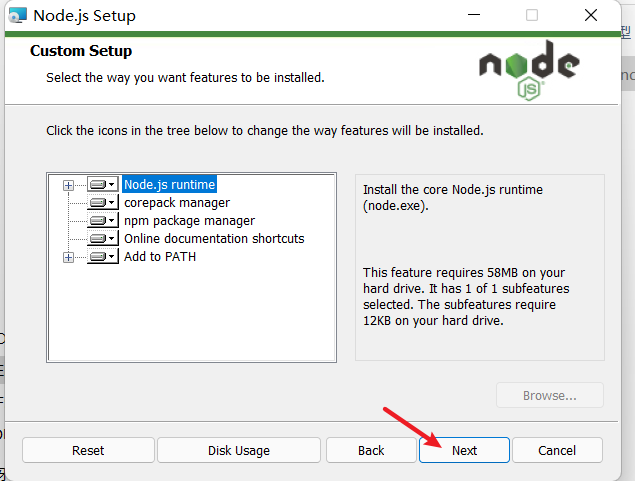 Node.js Setup
Custom Setup
Select the way you want features to be installed.
node
JS
Click the icons in the tree below to change the way features will be installed.
Node.js runtime
corepack manager
npm package manager
Online documentation shortcuts
Add to PATH
Install the core Node.js runtime
(node.exe).
This feature requires 58MB on your
hard drive. It has 1 of 1 subfeatures
selected. The subfeatures require
12KB on your hard drive.
Browse...
Reset
Disk Usage
Back
Next
Cancel
型